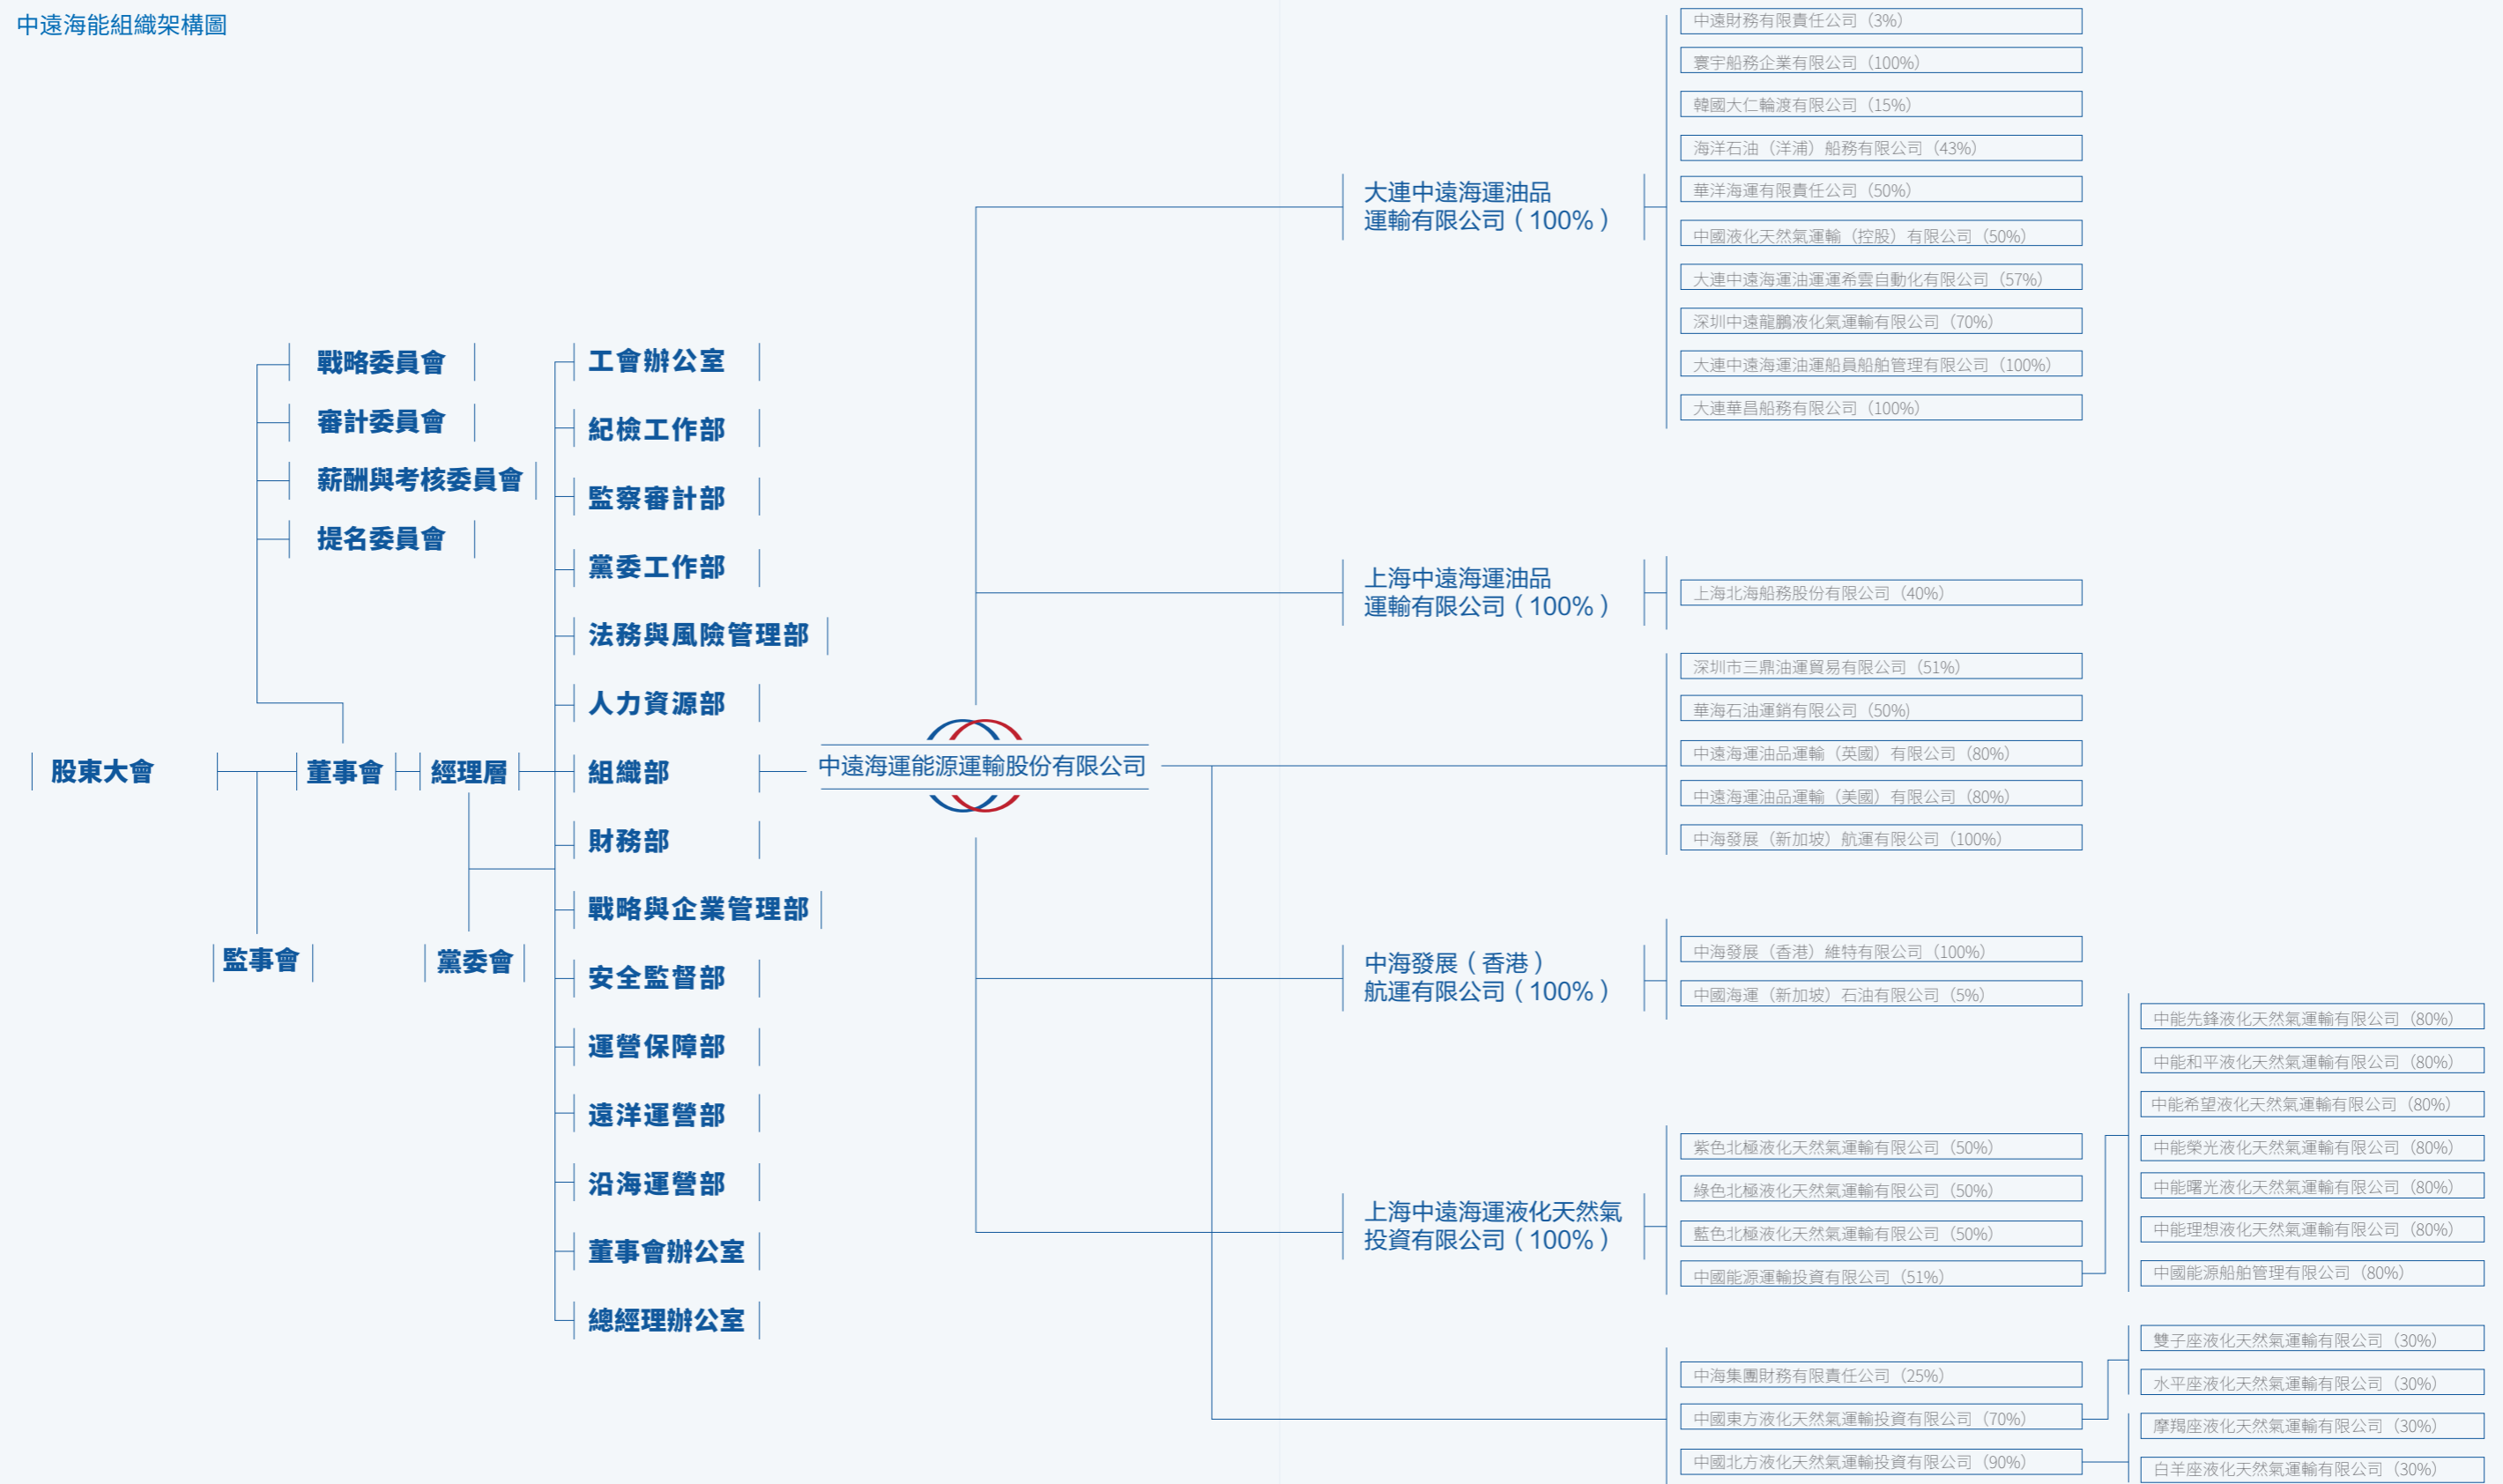 中遠海能組織架構圖
戰略委員會
審計委員會
薪酬與考核委員會
提名委員會
股東大會
董事會
經理層
監事會
黨委會
工會辦公室
紀檢工作部
監察審計部
黨委工作部
法務與風險管理部
人力資源部
組織部
財務部
戰略與企業管理部
安全監督部
運營保障部
遠洋運營部
沿海運營部
董事會辦公室
總經理辦公室
中遠海運能源運輸股份有限公司
大連中遠海運油品
運輸有限公司（100%）
中遠財務有限責任公司（3%）
寰宇船務企業有限公司（100%）
韓國大仁輪渡有限公司（15%）
海洋石油（洋浦）船務有限公司（43%）
華洋海運有限責任公司（50%）
中國液化天然氣運輸（控股）有限公司（50%）
大連中遠海運油運運希雲自動化有限公司（57%）
深圳中遠龍鵬液化氣運輸有限公司（70%）
大連中遠海運油運船員船舶管理有限公司（100%）
大連華昌船務有限公司（100%）
上海中遠海運油品
運輸有限公司（100%）
上海北海船務股份有限公司（40%）
深圳市三鼎油運貿易有限公司（51%）
華海石油運銷有限公司（50%)
中遠海運油品運輸（英國）有限公司（80%）
中遠海運油品運輸（美國）有限公司（80%）
中海發展（新加坡）航運有限公司（100%）
中海發展（香港）
航運有限公司（100%）
中海發展（香港）維特有限公司（100%）
中國海運（新加坡）石油有限公司（5%）
上海中遠海運液化天然氣
投資有限公司（100%）
紫色北極液化天然氣運輸有限公司（50%）
綠色北極液化天然氣運輸有限公司（50%）
藍色北極液化天然氣運輸有限公司（50%）
中國能源運輸投資有限公司（51%）
中能先鋒液化天然氣運輸有限公司（80%）
中能和平液化天然氣運輸有限公司（80%）
中能希望液化天然氣運輸有限公司（80%）
中能榮光液化天然氣運輸有限公司（80%）
中能曙光液化天然氣運輸有限公司（80%）
中能理想液化天然氣運輸有限公司（80%）
中國能源船舶管理有限公司（80%）
中海集團財務有限責任公司（25%）
中國東方液化天然氣運輸投資有限公司（70%）
中國北方液化天然氣運輸投資有限公司（90%）
雙子座液化天然氣運輸有限公司（30%）
水平座液化天然氣運輸有限公司（30%）
摩羯座液化天然氣運輸有限公司（30%）
白羊座液化天然氣運輸有限公司（30%）